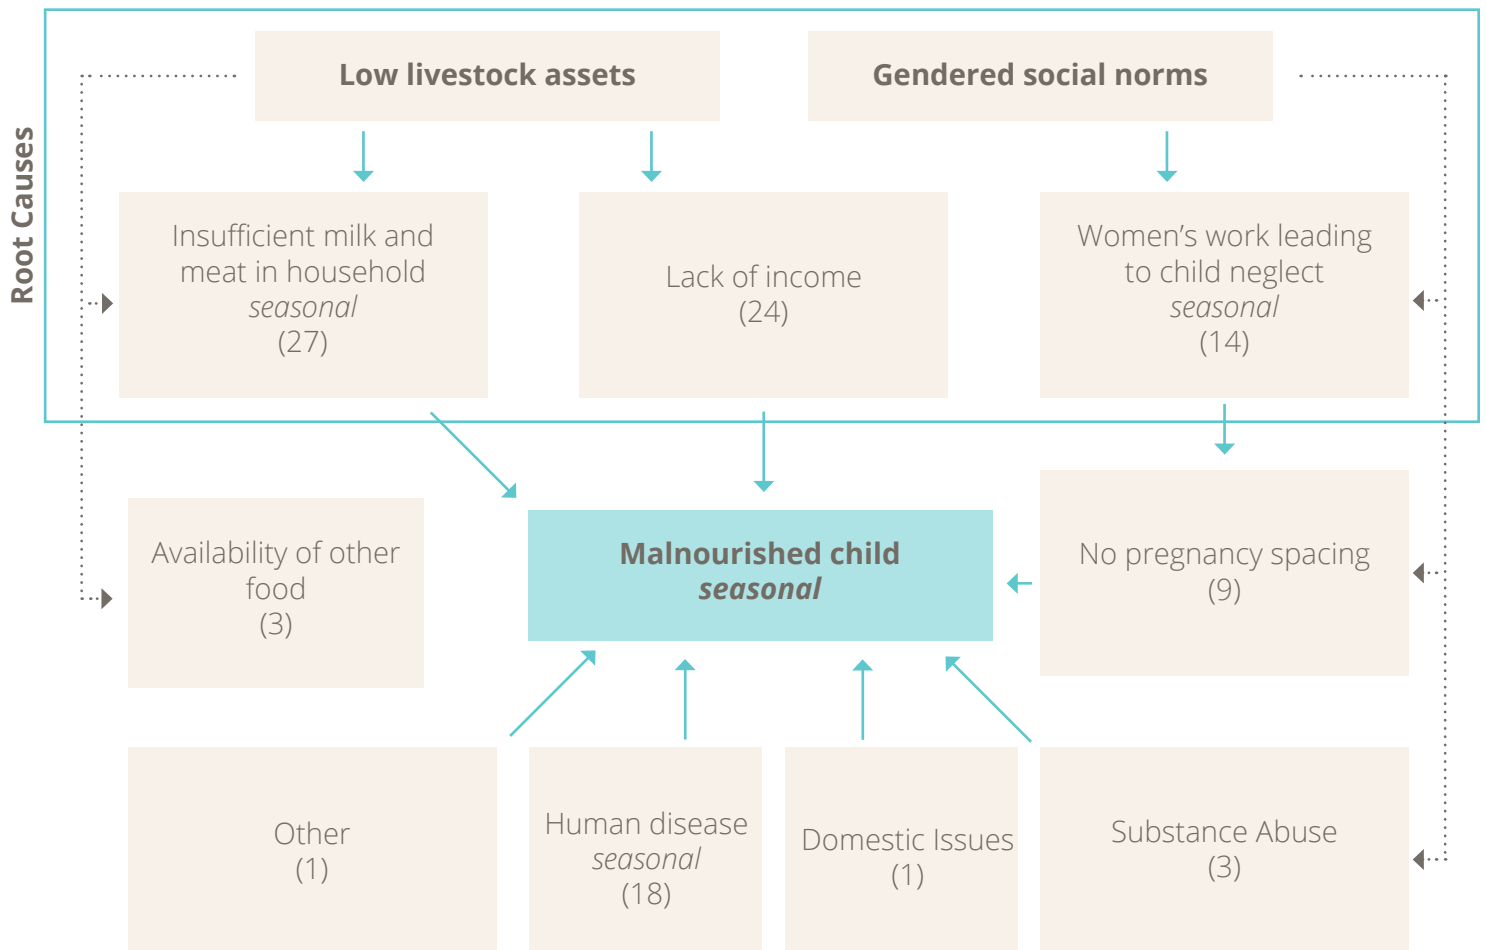 Root Causes
Low livestock assets
Gendered social norms
Insufficient milk and
meat in household
seasonal
(27)
Lack of income
(24)
Women’s work leading
to child neglect
seasonal
(14)
Availability of other
food
(3)
Malnourished child
seasonal
No pregnancy spacing
(9)
Other
(1)
Human disease
seasonal
(18)
Domestic Issues
(1)
Substance Abuse
(3)